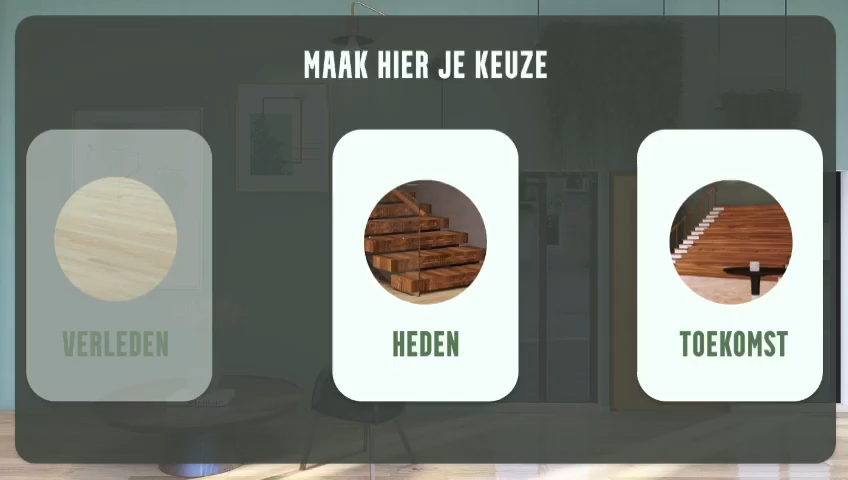 MAAK HIER JE KEUZE
VERLEDEN
HEDEN
TOEKOMST